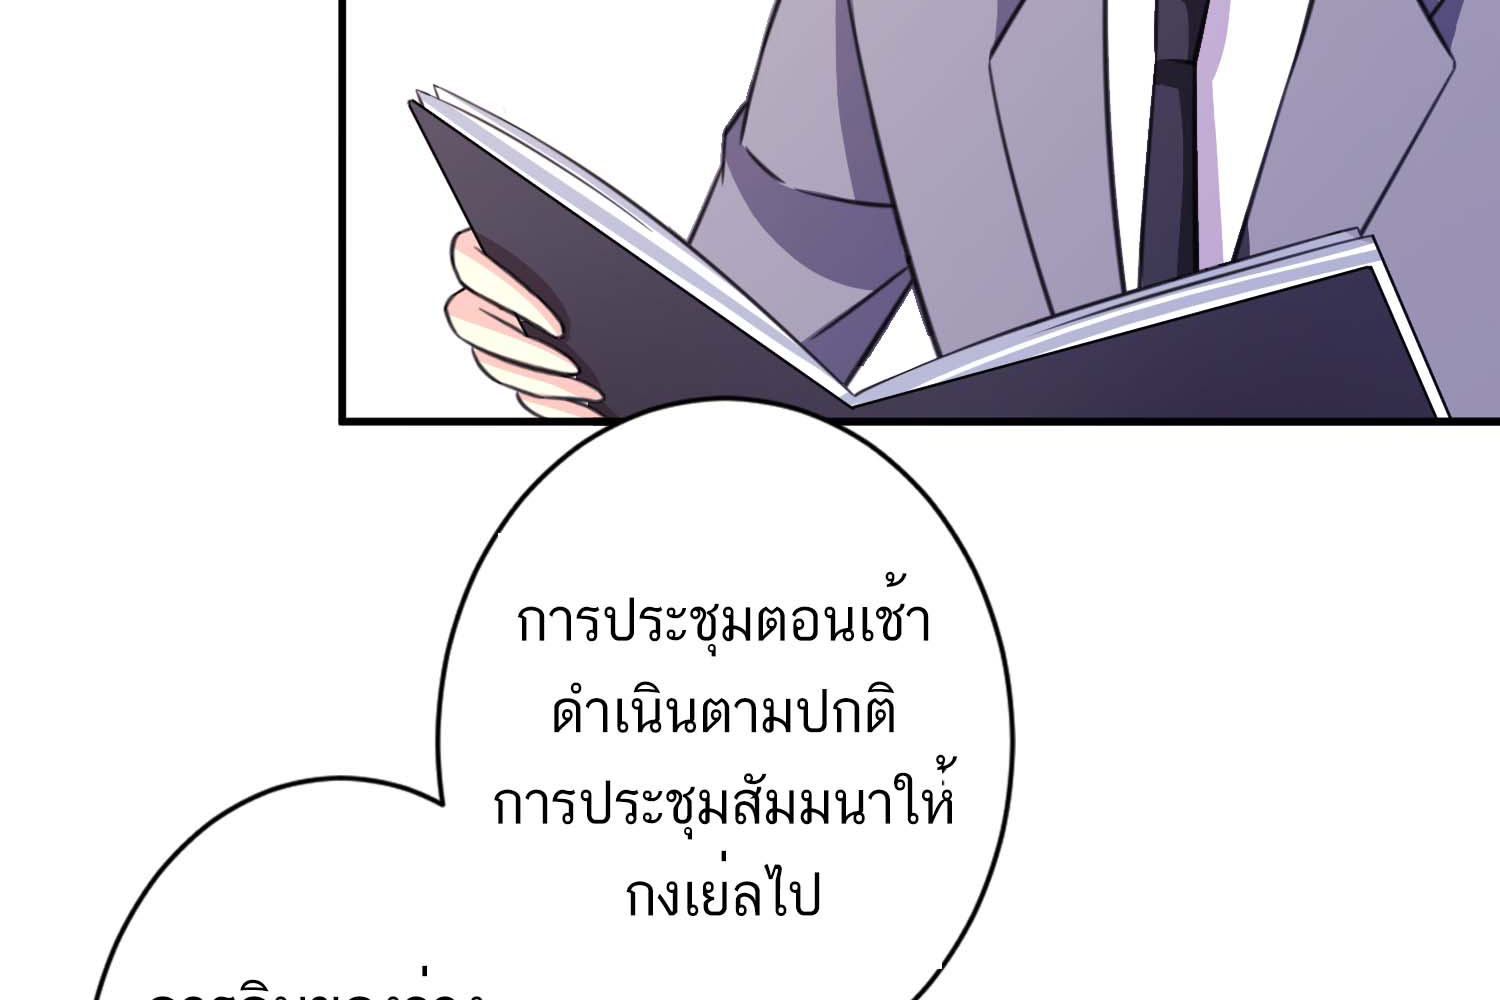 การประชุมตอนเช้า
ดำเนินตามปกติ
การประชุมสัมมนาให้
กงเย่ลไป